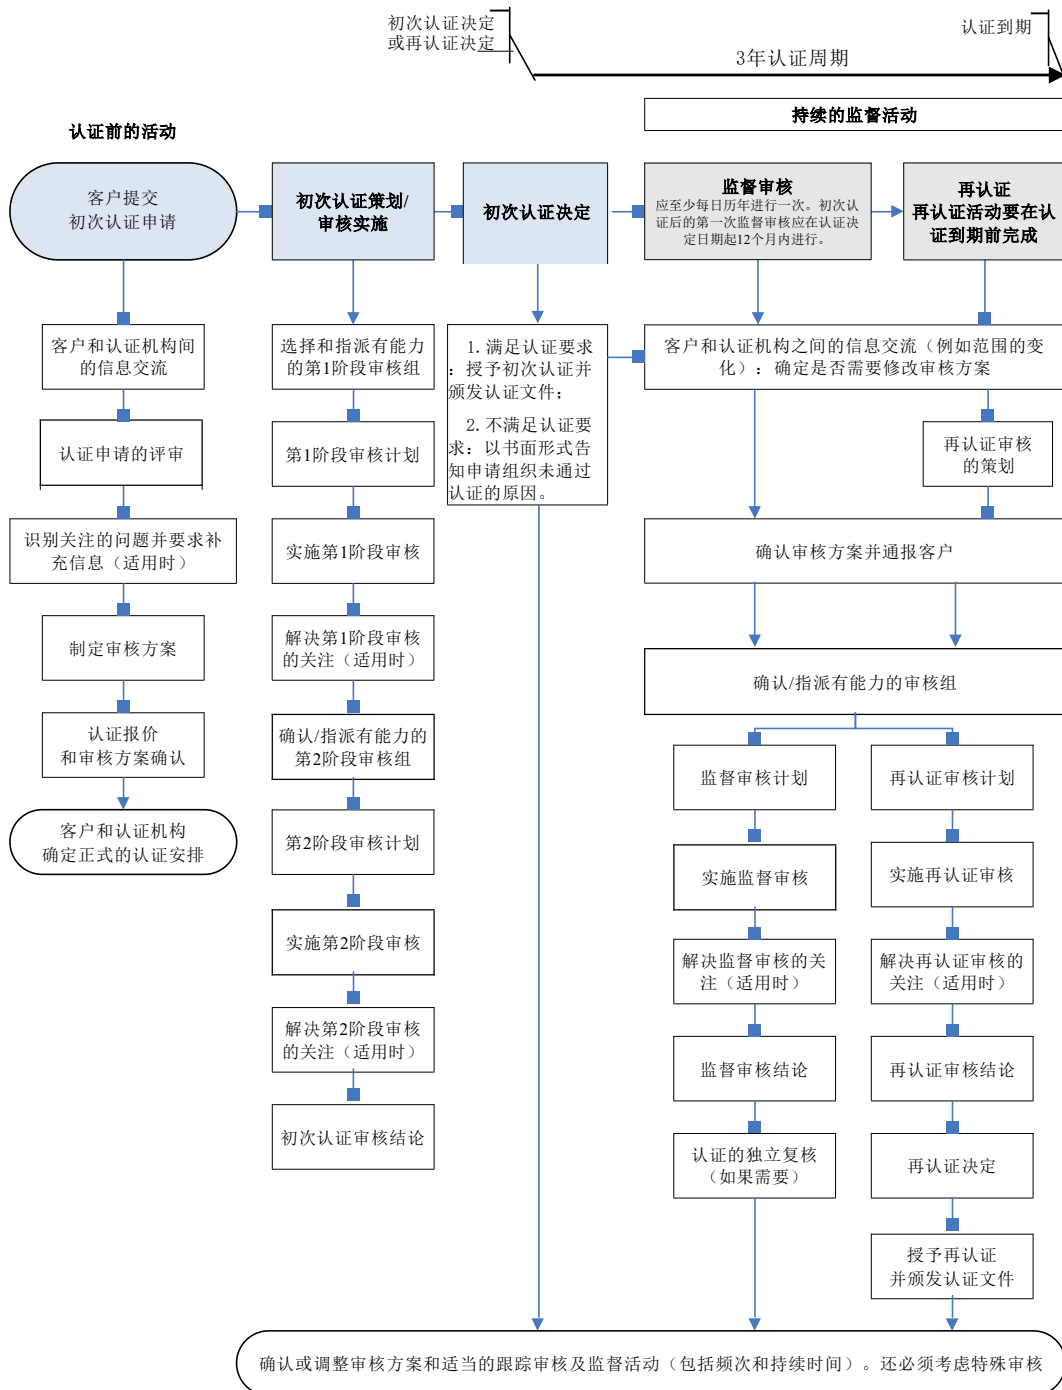 初次认证决定
或再认证决定
认证到期
3年认证周期
认证前的活动
持续的监督活动
客户提交
初次认证申请
初次认证策划/
审核实施
初次认证决定
监督审核
应至少每日历年进行一次。初次认
证后的第一次监督审核应在认证决
定日期起12个月内进行。
再认证
再认证活动要在认
证到期前完成
客户和认证机构间
的信息交流
认证申请的评审
识别关注的问题并要求补
充信息（适用时）
制定审核方案
认证报价
和审核方案确认
客户和认证机构
确定正式的认证安排
选择和指派有能力
的第1阶段审核组
第1阶段审核计划
实施第1阶段审核
解决第1阶段审核
的关注（适用时）
确认/指派有能力的
第2阶段审核组
第2阶段审核计划
实施第2阶段审核
解决第2阶段审核
的关注（适用时）
初次认证审核结论
1.满足认证要求
：授予初次认证并
颁发认证文件；
2.不满足认证要
求：以书面形式告
知申请组织未通过
认证的原因。
客户和认证机构之间的信息交流（例如范围的变
化）：确定是否需要修改审核方案
再认证审核
的策划
确认审核方案并通报客户
确认/指派有能力的审核组
监督审核计划
实施监督审核
解决监督审核的关
注（适用时）
监督审核结论
认证的独立复核
（如果需要）
再认证审核计划
实施再认证审核
解决再认证审核的
关注（适用时）
再认证审核结论
再认证决定
授予再认证
并颁发认证文件
确认或调整审核方案和适当的跟踪审核及监督活动（包括频次和持续时间）。还必须考虑特殊审核